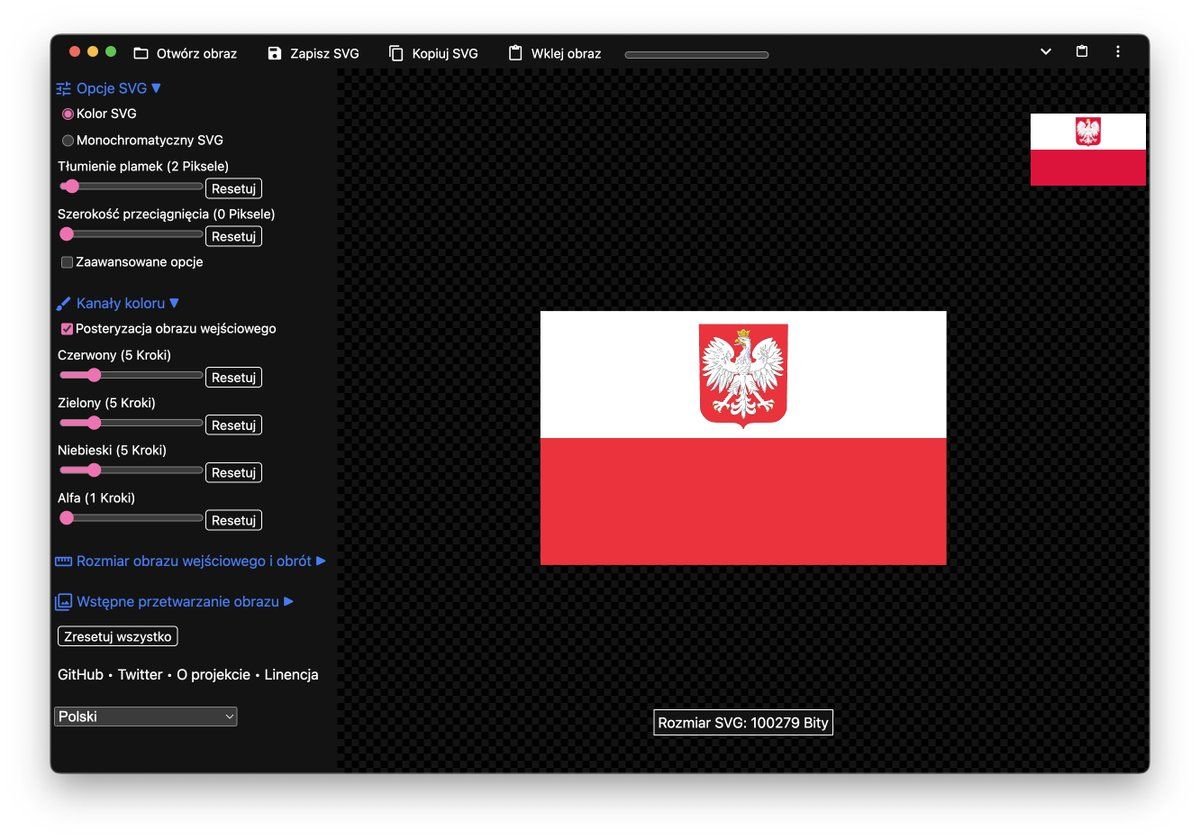 Otwórz obraz
Zapisz SVG
Kopiuj SVG
Wklej obraz
Opcje SVG ▼
Kolor SVG
Monochromatyczny SVG
Tłumienie plamek (2 Piksele)
Resetuj
Szerokość przeciągnięcia (0 Piksele)
Resetuj
Zaawansowane opcje
Kanały koloru ▼
Posteryzacja obrazu wejściowego
Czerwony (5 Kroki)
Resetuj
Zielony (5 Kroki)
Resetuj
Niebieski (5 Kroki)
Resetuj
Alfa (1 Kroki)
Resetuj
Rozmiar obrazu wejściowego i obrót ▶
Wstępne przetwarzanie obrazu ▶
Zresetuj wszystko
GitHub • Twitter • O projekcie • Linencja
Polski
Rozmiar SVG: 100279 Bity